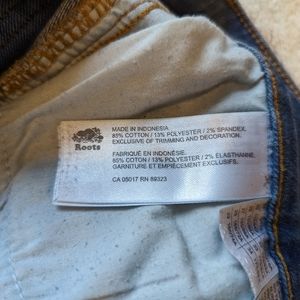 Roots
MADE IN INDONESIA
85% COTTON / 13% POLYESTER / 2% SPANDEX.
EXCLUSIVE OF TRIMMING AND DECORATION.
FABRIQUÉ EN INDONÉSIE.
85% COTON / 13% POLYESTER / 2% ÉLASTHANNE.
GARNITURE ET EMPIÈCEMENT EXCLUSIFS.
CA 05017 RN 89323